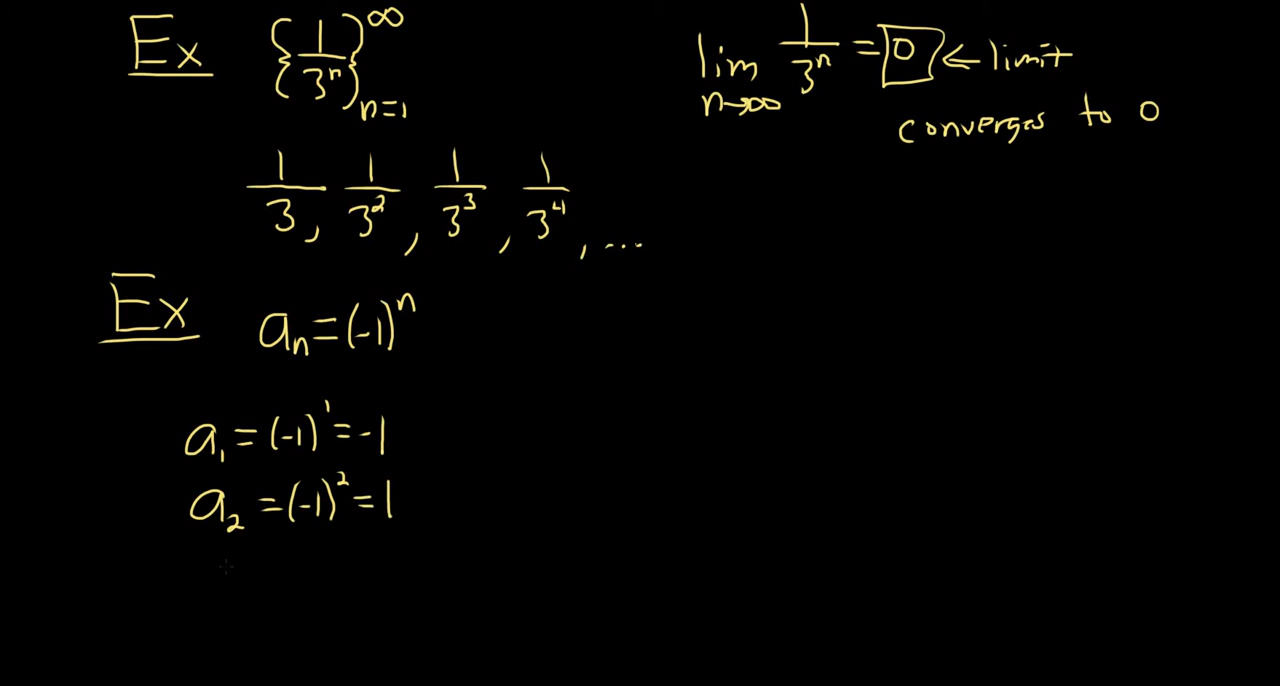 Ex {1/3ⁿ}^∞_{n=1}
lim_{n→∞} 1/3ⁿ = 0 ← limit
converges to 0
1/3, 1/3², 1/3³, 1/3⁴, ...
Ex aₙ = (-1)ⁿ
a₁ = (-1)¹ = -1
a₂ = (-1)² = 1